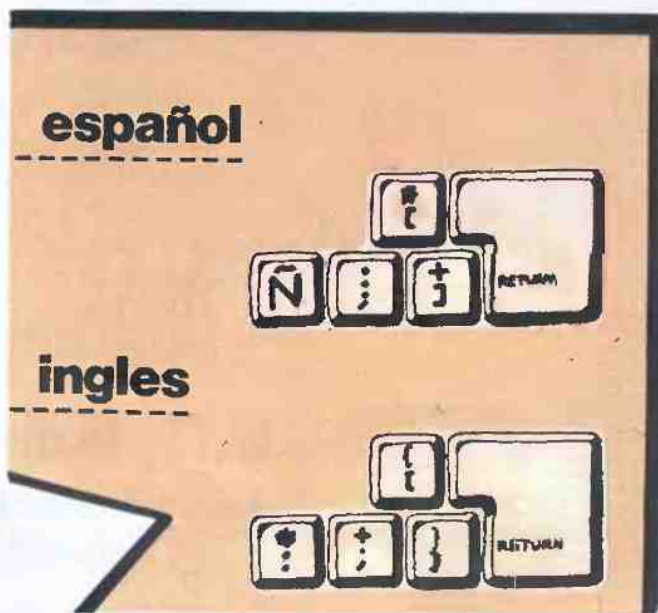 español
* [
Ñ : ; + ]
RETURN
ingles
{ [
* : + ; } ]
RETURN